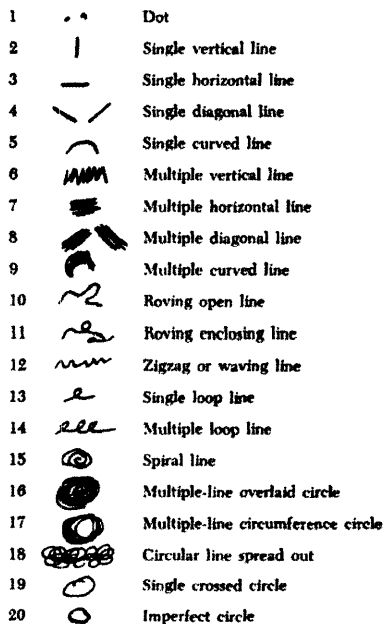 1 Dot
2 Single vertical line
3 Single horizontal line
4 Single diagonal line
5 Single curved line
6 Multiple vertical line
7 Multiple horizontal line
8 Multiple diagonal line
9 Multiple curved line
10 Roving open line
11 Roving enclosing line
12 Zigzag or waving line
13 Single loop line
14 Multiple loop line
15 Spiral line
16 Multiple-line overlaid circle
17 Multiple-line circumference circle
18 Circular line spread out
19 Single crossed circle
20 Imperfect circle